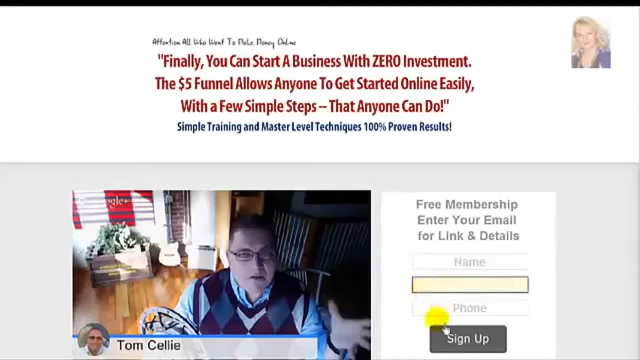 Attention All Who Want To Make Money Online
"Finally, You Can Start A Business With ZERO Investment.
The $5 Funnel Allows Anyone To Get Started Online Easily,
With a Few Simple Steps -- That Anyone Can Do!"
Simple Training and Master Level Techniques 100% Proven Results!
Free Membership
Enter Your Email
for Link & Details
Name
Phone
Sign Up
Tom Cellie